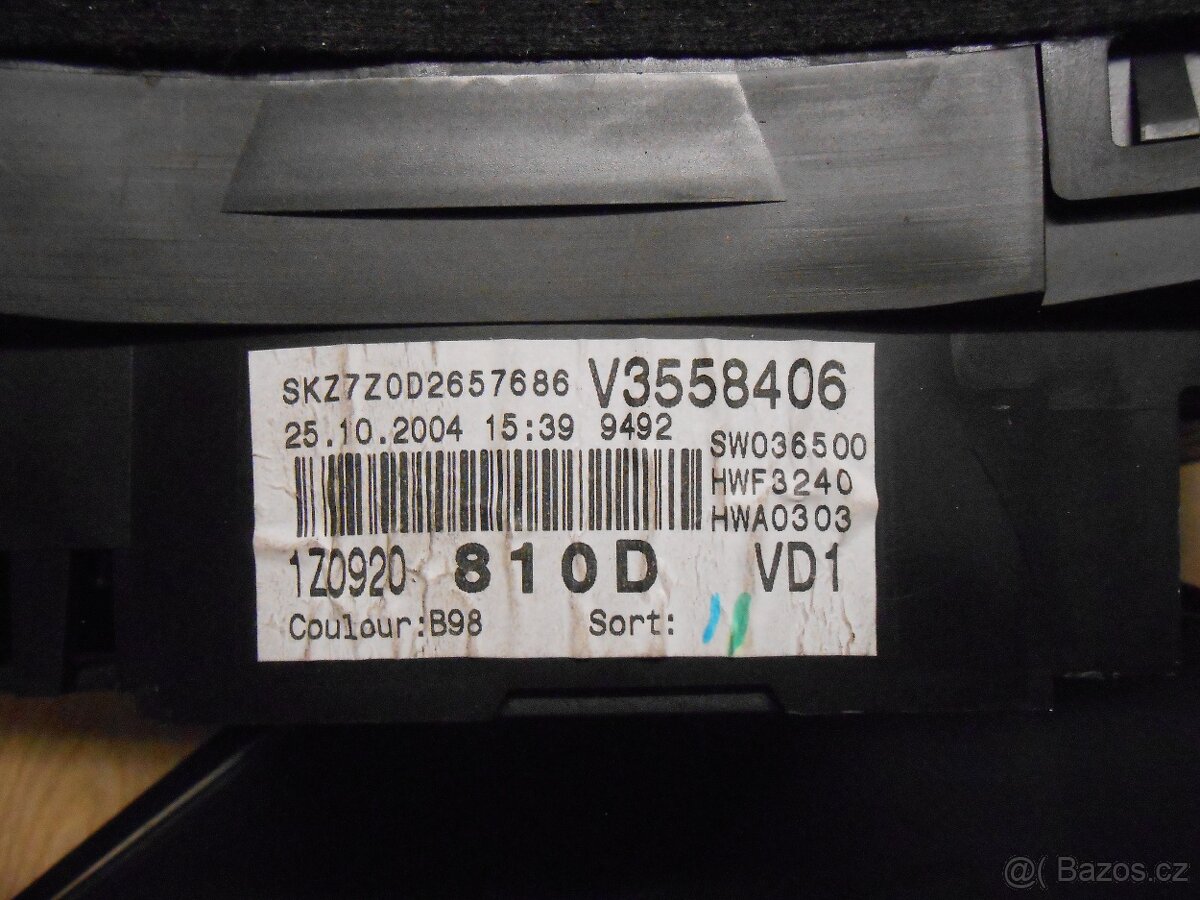 SKZ7Z0D2657686 V3558406
25.10.2004 15:39 9492
SW036500
HWF3240
HWA0303
1Z0920 810D VD1
Coulour:B98 Sort:
@( Bazos.cz